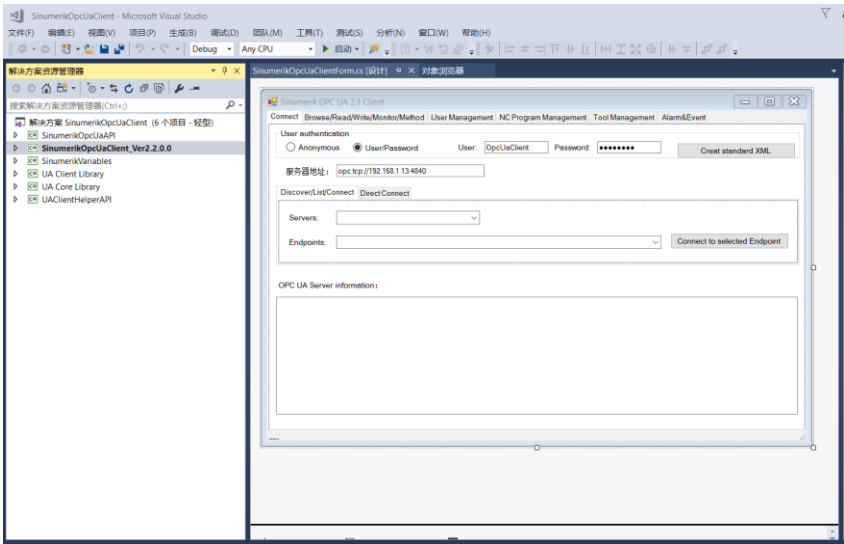 SinumerikOpcUaClient - Microsoft Visual Studio
文件(F) 编辑(E) 视图(V) 项目(P) 生成(B) 调试(D) 团队(M) 工具(T) 测试(S) 分析(N) 窗口(W) 帮助(H)
Debug Any CPU 启动
解决方案资源管理器
搜索解决方案资源管理器(Ctrl+;)
解决方案 SinumerikOpcUaClient (6 个项目 - 轻型)
SinumerikOpcUaAPI
SinumerikOpcUaClient_Ver2.2.0.0
SinumerikVariables
UA Client Library
UA Core Library
UAClientHelperAPI
SinumerikOpcUaClientForm.cs [设计] 对象浏览器
Sinumerik OPC UA 2.1 Client
Connect Browse/Read/Write/Monitor/Method User Management NC Program Management Tool Management Alarm&Event
User authentication
Anonymous User/Password User: OpcUaClient Password: ●●●●●●●● Creat standard XML
服务器地址: opc.tcp://192.168.1.13:4840
Discover/List/Connect Direct Connect
Servers:
Endpoints: Connect to selected Endpoint
OPC UA Server information:
......